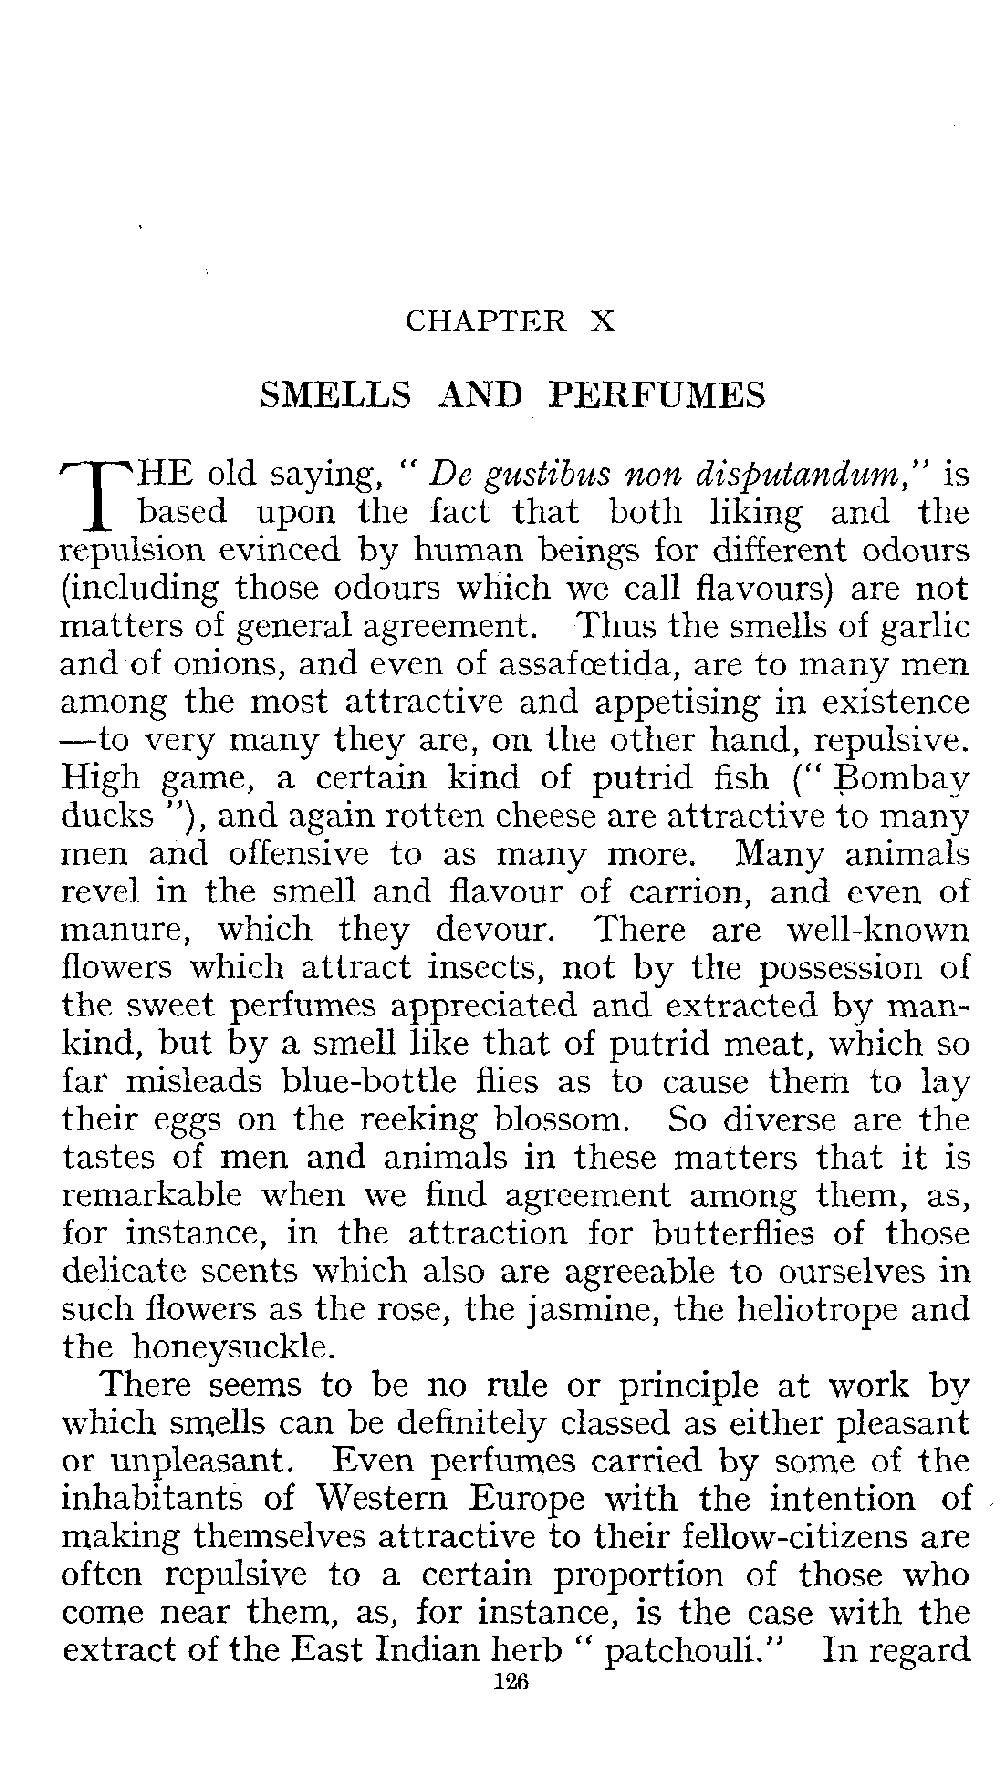 CHAPTER X
SMELLS AND PERFUMES
THE old saying, “ De gustibus non disputandum,” is
based upon the fact that both liking and the
repulsion evinced by human beings for different odours
(including those odours which we call flavours) are not
matters of general agreement. Thus the smells of garlic
and of onions, and even of assafœtida, are to many men
among the most attractive and appetising in existence
—to very many they are, on the other hand, repulsive.
High game, a certain kind of putrid fish (“ Bombay
ducks ”), and again rotten cheese are attractive to many
men and offensive to as many more. Many animals
revel in the smell and flavour of carrion, and even of
manure, which they devour. There are well-known
flowers which attract insects, not by the possession of
the sweet perfumes appreciated and extracted by man-
kind, but by a smell like that of putrid meat, which so
far misleads blue-bottle flies as to cause them to lay
their eggs on the reeking blossom. So diverse are the
tastes of men and animals in these matters that it is
remarkable when we find agreement among them, as,
for instance, in the attraction for butterflies of those
delicate scents which also are agreeable to ourselves in
such flowers as the rose, the jasmine, the heliotrope and
the honeysuckle.
There seems to be no rule or principle at work by
which smells can be definitely classed as either pleasant
or unpleasant. Even perfumes carried by some of the
inhabitants of Western Europe with the intention of
making themselves attractive to their fellow-citizens are
often repulsive to a certain proportion of those who
come near them, as, for instance, is the case with the
extract of the East Indian herb “ patchouli.” In regard
126